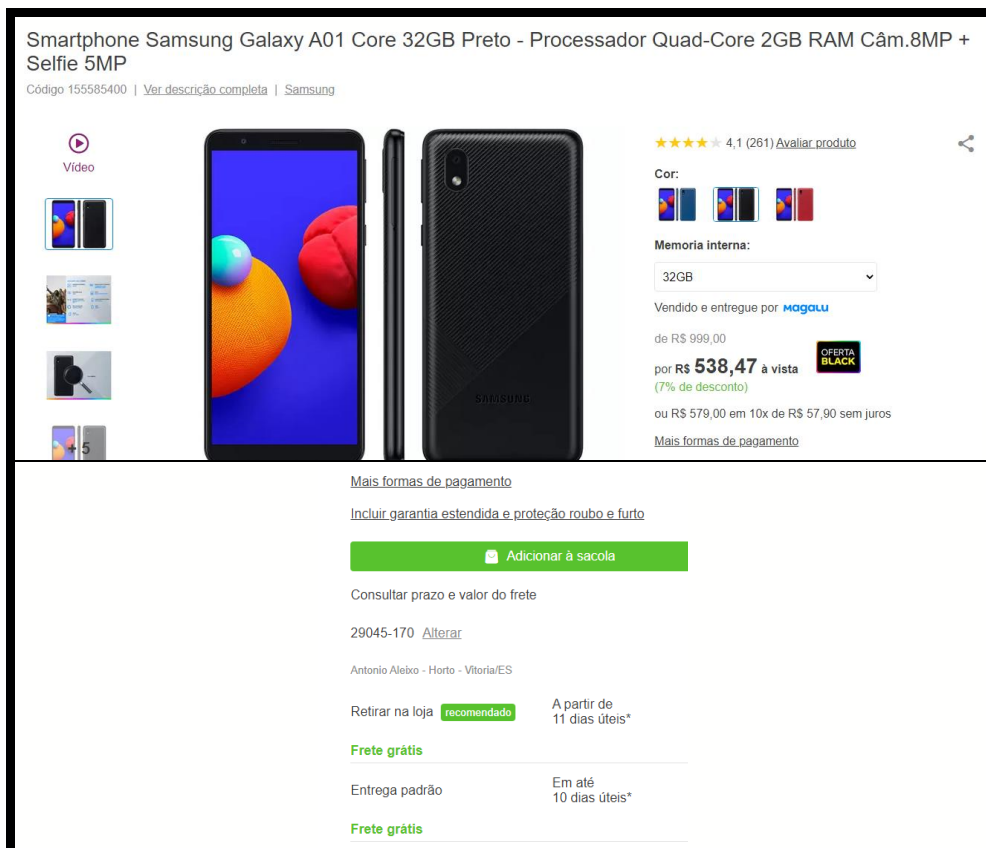 Smartphone Samsung Galaxy A01 Core 32GB Preto - Processador Quad-Core 2GB RAM Câm.8MP +
Selfie 5MP
Código 155585400 | Ver descrição completa | Samsung
Vídeo
+ 5
SAMSUNG
4,1 (261) Avaliar produto
Cor:
Memoria interna:
32GB
Vendido e entregue por Magalu
de R$ 999,00
por R$ 538,47 à vista
OFERTA
BLACK
(7% de desconto)
ou R$ 579,00 em 10x de R$ 57,90 sem juros
Mais formas de pagamento
Mais formas de pagamento
Incluir garantia estendida e proteção roubo e furto
Adicionar à sacola
Consultar prazo e valor do frete
29045-170 Alterar
Antonio Aleixo - Horto - Vitoria/ES
Retirar na loja recomendado
A partir de
11 dias úteis*
Frete grátis
Entrega padrão
Em até
10 dias úteis*
Frete grátis